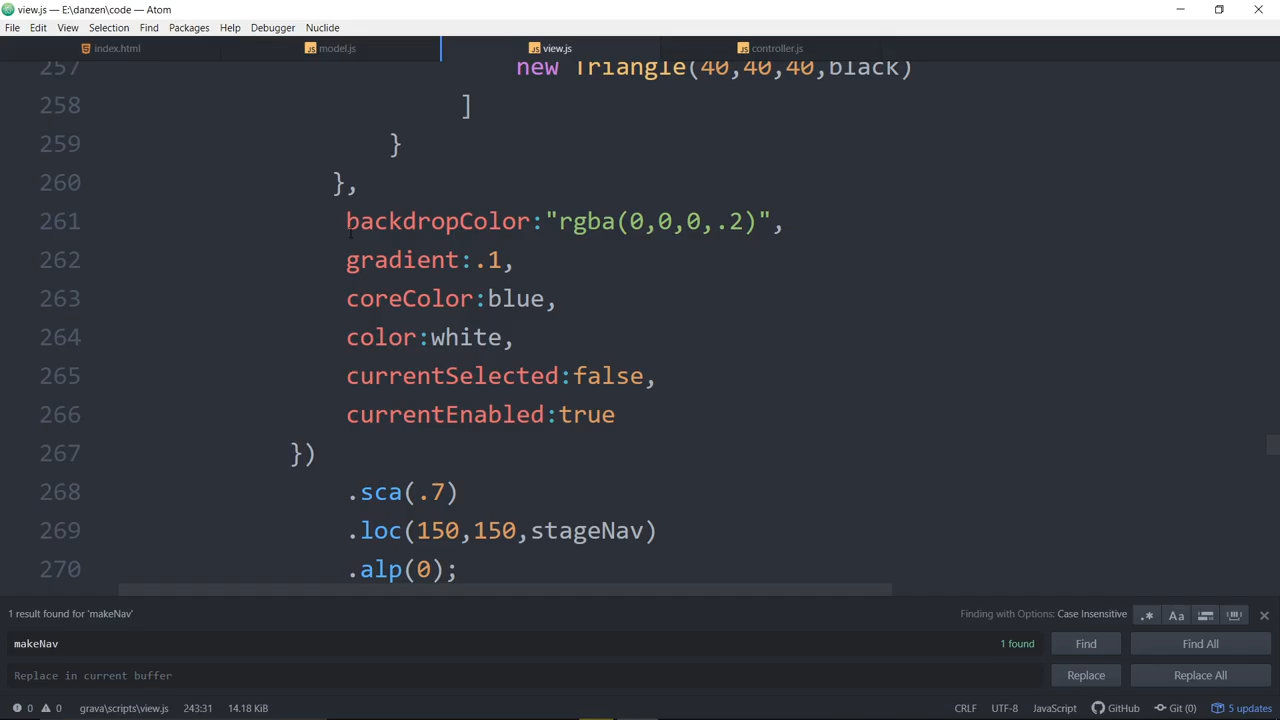 view.js — E:\danzen\code — Atom
File Edit View Selection Find Packages Help Debugger Nuclide
index.html model.js view.js controller.js
257 new Triangle(40,40,40,black)
258 ]
259 }
260 },
261 backdropColor:"rgba(0,0,0,.2)",
262 gradient:.1,
263 coreColor:blue,
264 color:white,
265 currentSelected:false,
266 currentEnabled:true
267 })
268 .sca(.7)
269 .loc(150,150,stageNav)
270 .alp(0);
1 result found for 'makeNav' Finding with Options: Case Insensitive .* Aa
makeNav 1 found Find Find All
Replace in current buffer Replace Replace All
0 0 grava\scripts\view.js 243:31 14.18 KiB CRLF UTF-8 JavaScript GitHub Git (0) 5 updates